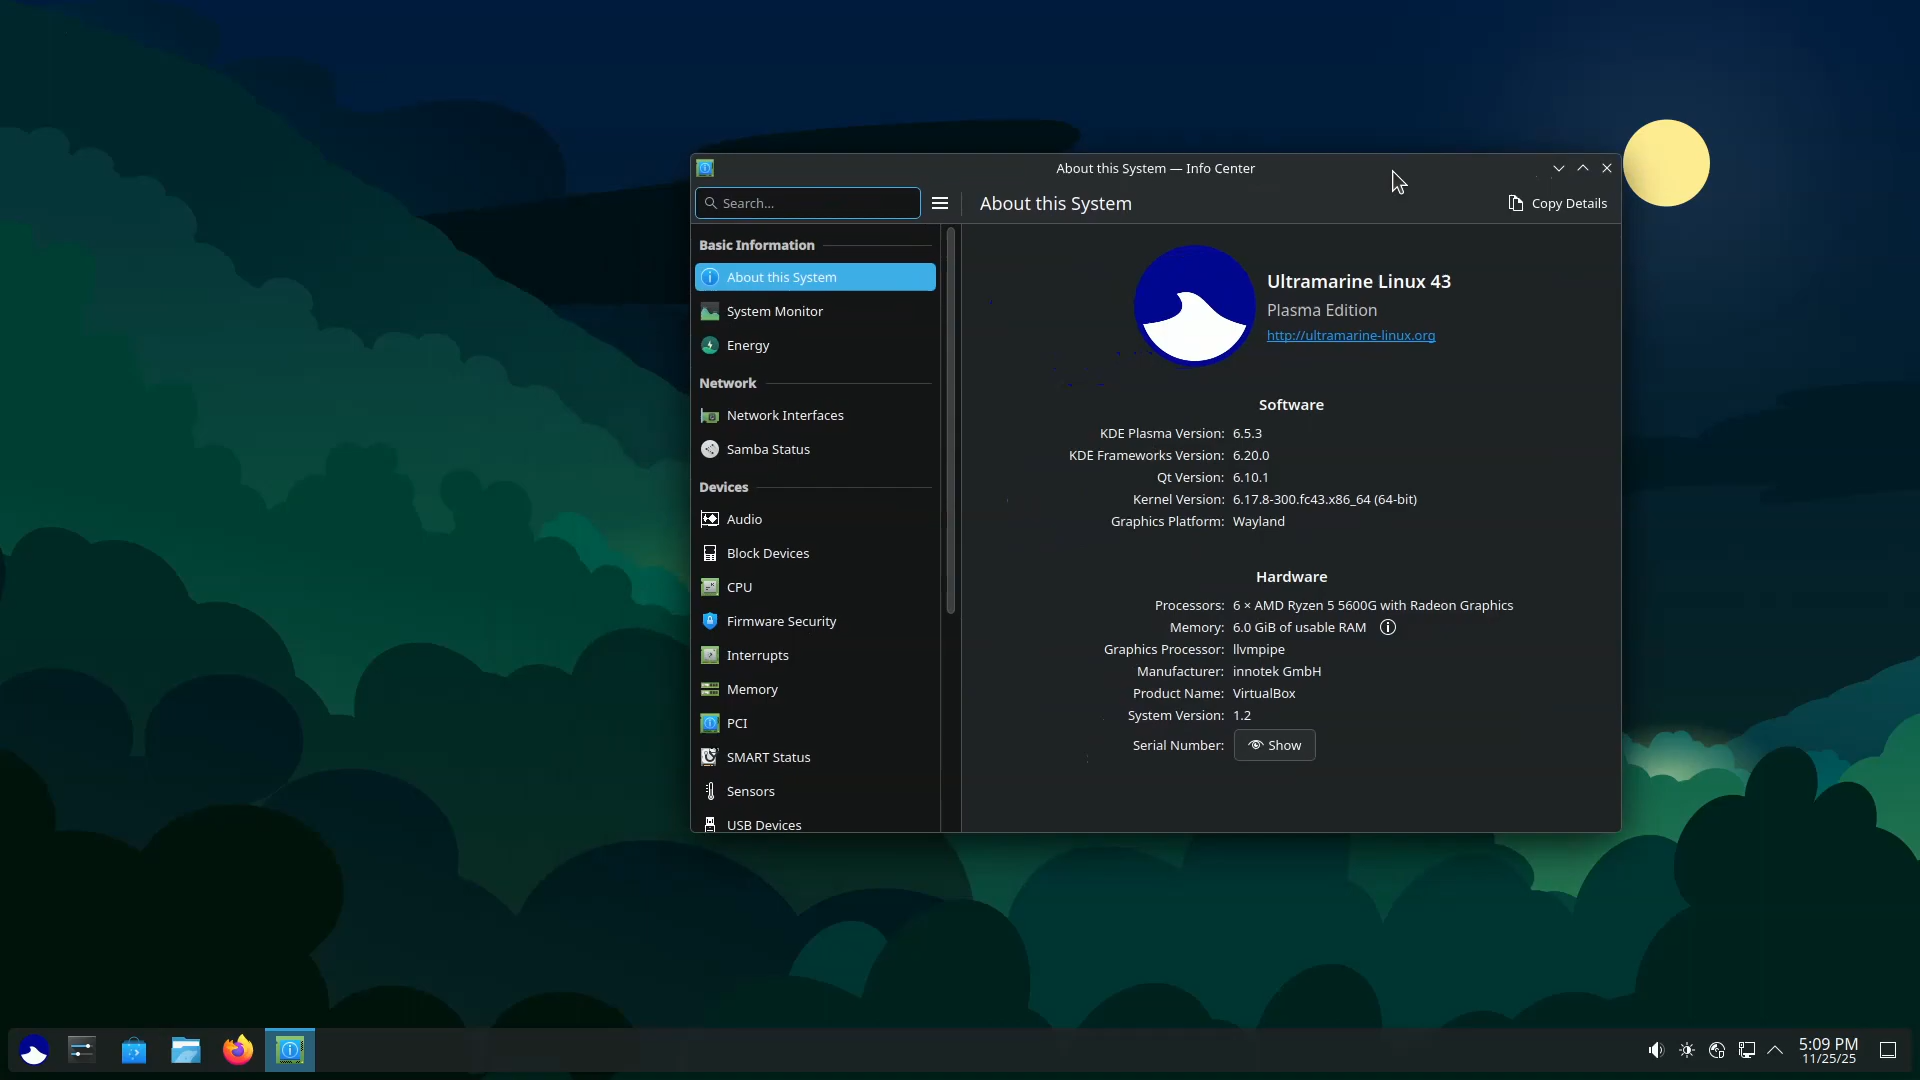 About this System — Info Center
Search...
About this System
Copy Details
Basic Information
About this System
System Monitor
Energy
Network
Network Interfaces
Samba Status
Devices
Audio
Block Devices
CPU
Firmware Security
Interrupts
Memory
PCI
SMART Status
Sensors
USB Devices
Ultramarine Linux 43
Plasma Edition
http://ultramarine-linux.org
Software
KDE Plasma Version: 6.5.3
KDE Frameworks Version: 6.20.0
Qt Version: 6.10.1
Kernel Version: 6.17.8-300.fc43.x86_64 (64-bit)
Graphics Platform: Wayland
Hardware
Processors: 6 × AMD Ryzen 5 5600G with Radeon Graphics
Memory: 6.0 GiB of usable RAM
Graphics Processor: llvmpipe
Manufacturer: innotek GmbH
Product Name: VirtualBox
System Version: 1.2
Serial Number: Show
5:09 PM
11/25/25